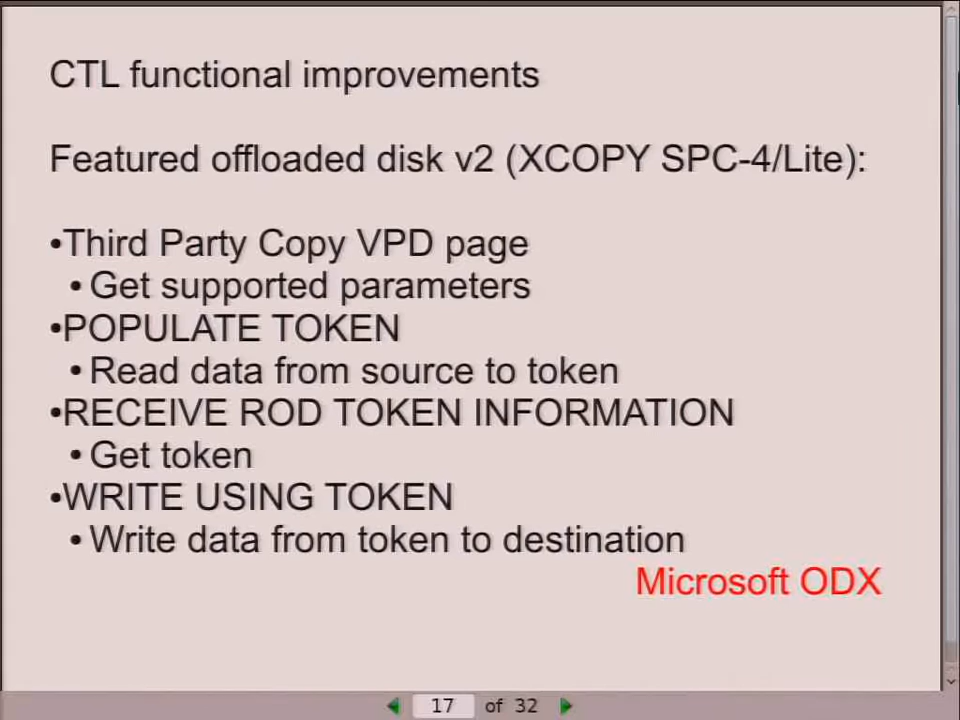 CTL functional improvements
Featured offloaded disk v2 (XCOPY SPC-4/Lite):
•Third Party Copy VPD page
• Get supported parameters
•POPULATE TOKEN
• Read data from source to token
•RECEIVE ROD TOKEN INFORMATION
• Get token
•WRITE USING TOKEN
• Write data from token to destination
Microsoft ODX
17 of 32